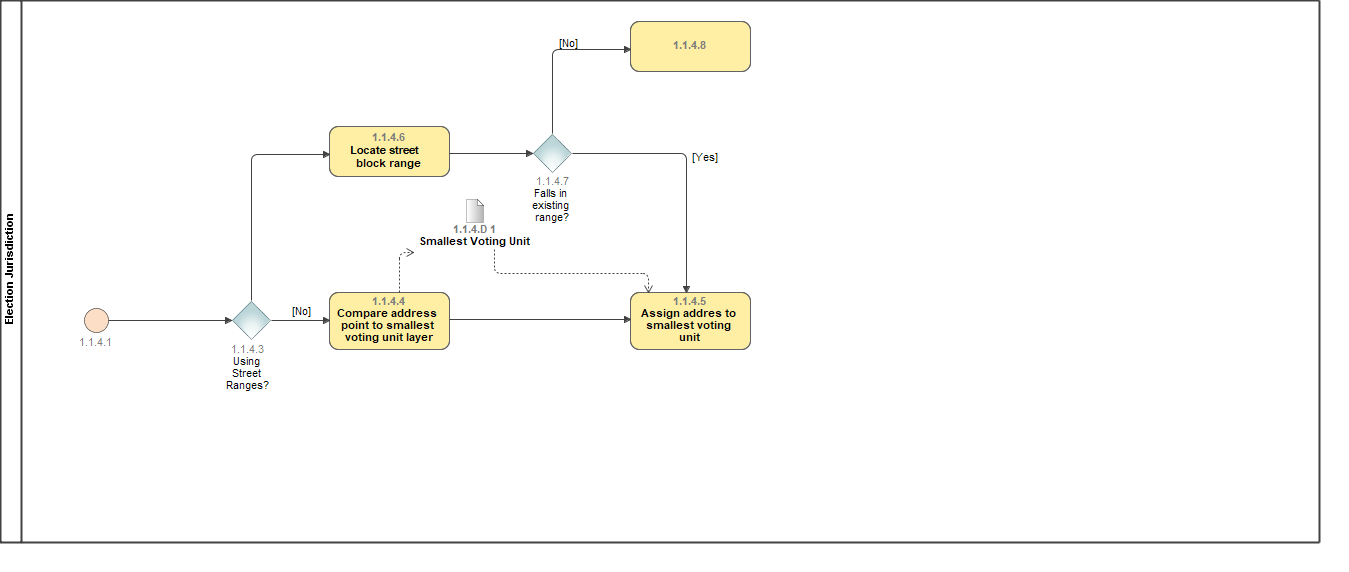 Election Jurisdiction
[No]
1.1.4.8
1.1.4.6
Locate street
block range
[Yes]
1.1.4.7
Falls in
existing
range?
1.1.4.D 1
Smallest Voting Unit
1.1.4.1
1.1.4.3
Using
Street
Ranges?
[No]
1.1.4.4
Compare address
point to smallest
voting unit layer
1.1.4.5
Assign addres to
smallest voting
unit